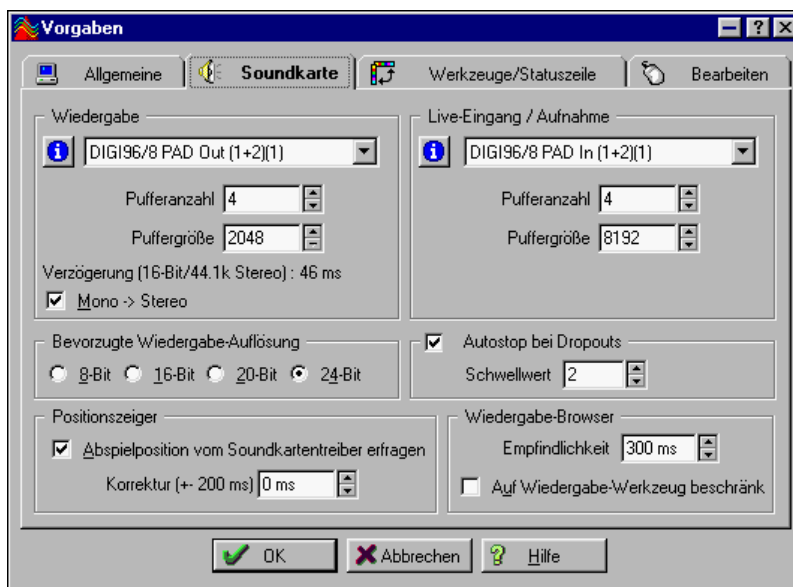 Vorgaben
Allgemeine
Soundkarte
Werkzeuge/Statuszeile
Bearbeiten
Wiedergabe
DIGI96/8 PAD Out (1+2)(1)
Pufferanzahl 4
Puffergröße 2048
Verzögerung (16-Bit/44.1k Stereo) : 46 ms
Mono -> Stereo
Live-Eingang / Aufnahme
DIGI96/8 PAD In (1+2)(1)
Pufferanzahl 4
Puffergröße 8192
Bevorzugte Wiedergabe-Auflösung
8-Bit 16-Bit 20-Bit 24-Bit
Autostop bei Dropouts
Schwellwert 2
Positionszeiger
Abspielposition vom Soundkartentreiber erfragen
Korrektur (+- 200 ms) 0 ms
Wiedergabe-Browser
Empfindlichkeit 300 ms
Auf Wiedergabe-Werkzeug beschränk
OK
Abbrechen
Hilfe